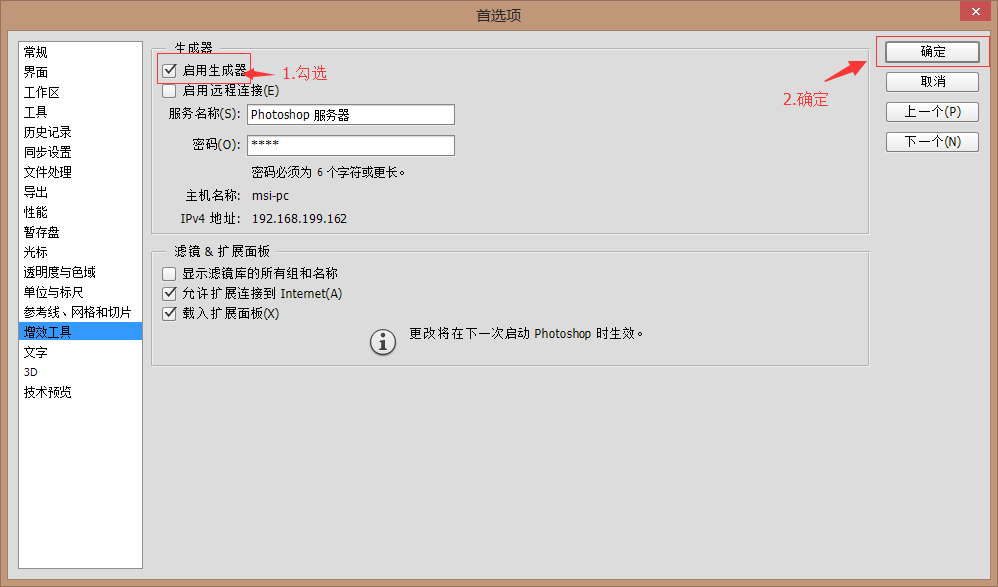 首选项
常规
界面
工作区
工具
历史记录
同步设置
文件处理
导出
性能
暂存盘
光标
透明度与色域
单位与标尺
参考线、网格和切片
增效工具
文字
3D
技术预览
生成器
启用生成器
1.勾选
启用远程连接(E)
服务名称(S): Photoshop 服务器
密码(O): ****
密码必须为 6 个字符或更长。
主机名称: msi-pc
IPv4 地址: 192.168.199.162
滤镜 & 扩展面板
显示滤镜库的所有组和名称
允许扩展连接到 Internet(A)
载入扩展面板(X)
更改将在下一次启动 Photoshop 时生效。
确定
2.确定
取消
上一个(P)
下一个(N)